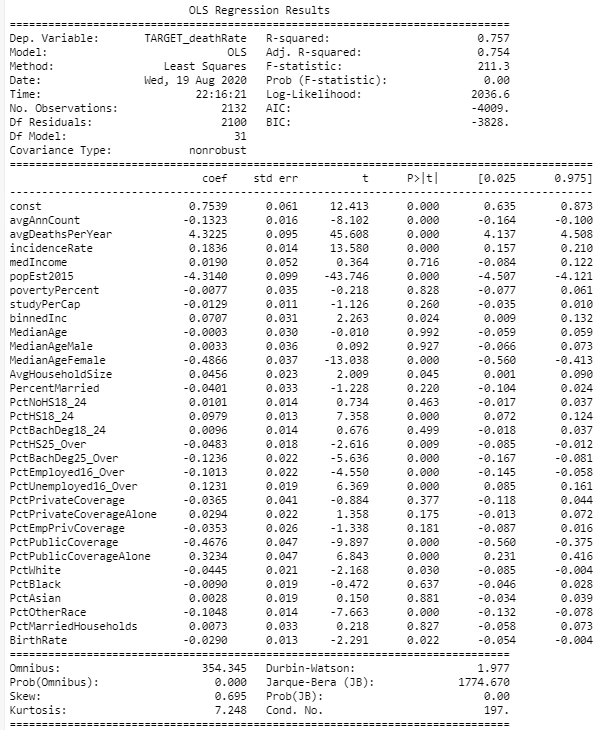 OLS Regression Results
==============================================================================
Dep. Variable: TARGET_deathRate R-squared: 0.757
Model: OLS Adj. R-squared: 0.754
Method: Least Squares F-statistic: 211.3
Date: Wed, 19 Aug 2020 Prob (F-statistic): 0.00
Time: 22:16:21 Log-Likelihood: 2036.6
No. Observations: 2132 AIC: -4009.
Df Residuals: 2100 BIC: -3828.
Df Model: 31
Covariance Type: nonrobust
==============================================================================
coef std err t P>|t| [0.025 0.975]
------------------------------------------------------------------------------
const 0.7539 0.061 12.413 0.000 0.635 0.873
avgAnnCount -0.1323 0.016 -8.102 0.000 -0.164 -0.100
avgDeathsPerYear 4.3225 0.095 45.608 0.000 4.137 4.508
incidenceRate 0.1836 0.014 13.580 0.000 0.157 0.210
medIncome 0.0190 0.052 0.364 0.716 -0.084 0.122
popEst2015 -4.3140 0.099 -43.746 0.000 -4.507 -4.121
povertyPercent -0.0077 0.035 -0.218 0.828 -0.077 0.061
studyPerCap -0.0129 0.011 -1.126 0.260 -0.035 0.010
binnedInc 0.0707 0.031 2.263 0.024 0.009 0.132
MedianAge -0.0003 0.030 -0.010 0.992 -0.059 0.059
MedianAgeMale 0.0033 0.036 0.092 0.927 -0.066 0.073
MedianAgeFemale -0.4866 0.037 -13.038 0.000 -0.560 -0.413
AvgHouseholdSize 0.0456 0.023 2.009 0.045 0.001 0.090
PercentMarried -0.0401 0.033 -1.228 0.220 -0.104 0.024
PctNoHS18_24 0.0101 0.014 0.734 0.463 -0.017 0.037
PctHS18_24 0.0979 0.013 7.358 0.000 0.072 0.124
PctBachDeg18_24 0.0096 0.014 0.676 0.499 -0.018 0.037
PctHS25_Over -0.0483 0.018 -2.616 0.009 -0.085 -0.012
PctBachDeg25_Over -0.1236 0.022 -5.636 0.000 -0.167 -0.081
PctEmployed16_Over -0.1013 0.022 -4.550 0.000 -0.145 -0.058
PctUnemployed16_Over 0.1231 0.019 6.369 0.000 0.085 0.161
PctPrivateCoverage -0.0365 0.041 -0.884 0.377 -0.118 0.044
PctPrivateCoverageAlone 0.0294 0.022 1.358 0.175 -0.013 0.072
PctEmpPrivCoverage -0.0353 0.026 -1.338 0.181 -0.087 0.016
PctPublicCoverage -0.4676 0.047 -9.897 0.000 -0.560 -0.375
PctPublicCoverageAlone 0.3234 0.047 6.843 0.000 0.231 0.416
PctWhite -0.0445 0.021 -2.168 0.030 -0.085 -0.004
PctBlack -0.0090 0.019 -0.472 0.637 -0.046 0.028
PctAsian 0.0028 0.019 0.150 0.881 -0.034 0.039
PctOtherRace -0.1048 0.014 -7.663 0.000 -0.132 -0.078
PctMarriedHouseholds 0.0073 0.033 0.218 0.827 -0.058 0.073
BirthRate -0.0290 0.013 -2.291 0.022 -0.054 -0.004
==============================================================================
Omnibus: 354.345 Durbin-Watson: 1.977
Prob(Omnibus): 0.000 Jarque-Bera (JB): 1774.670
Skew: 0.695 Prob(JB): 0.00
Kurtosis: 7.248 Cond. No. 197.
==============================================================================